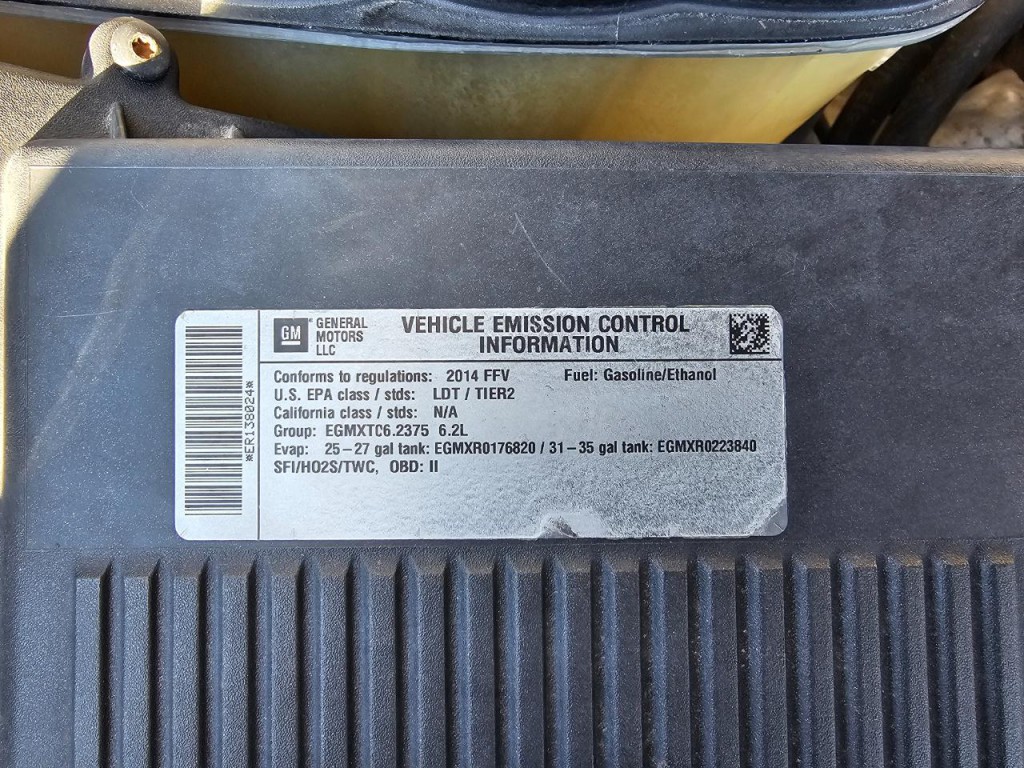 GM GENERAL
MOTORS
LLC
VEHICLE EMISSION CONTROL
INFORMATION
Conforms to regulations: 2014 FFV Fuel: Gasoline/Ethanol
U.S. EPA class / stds: LDT / TIER2
California class / stds: N/A
Group: EGMXTC6.2375 6.2L
Evap: 25-27 gal tank: EGMXR0176820 / 31-35 gal tank: EGMXR0223840
SFI/HO2S/TWC, OBD: II
*ER138024*